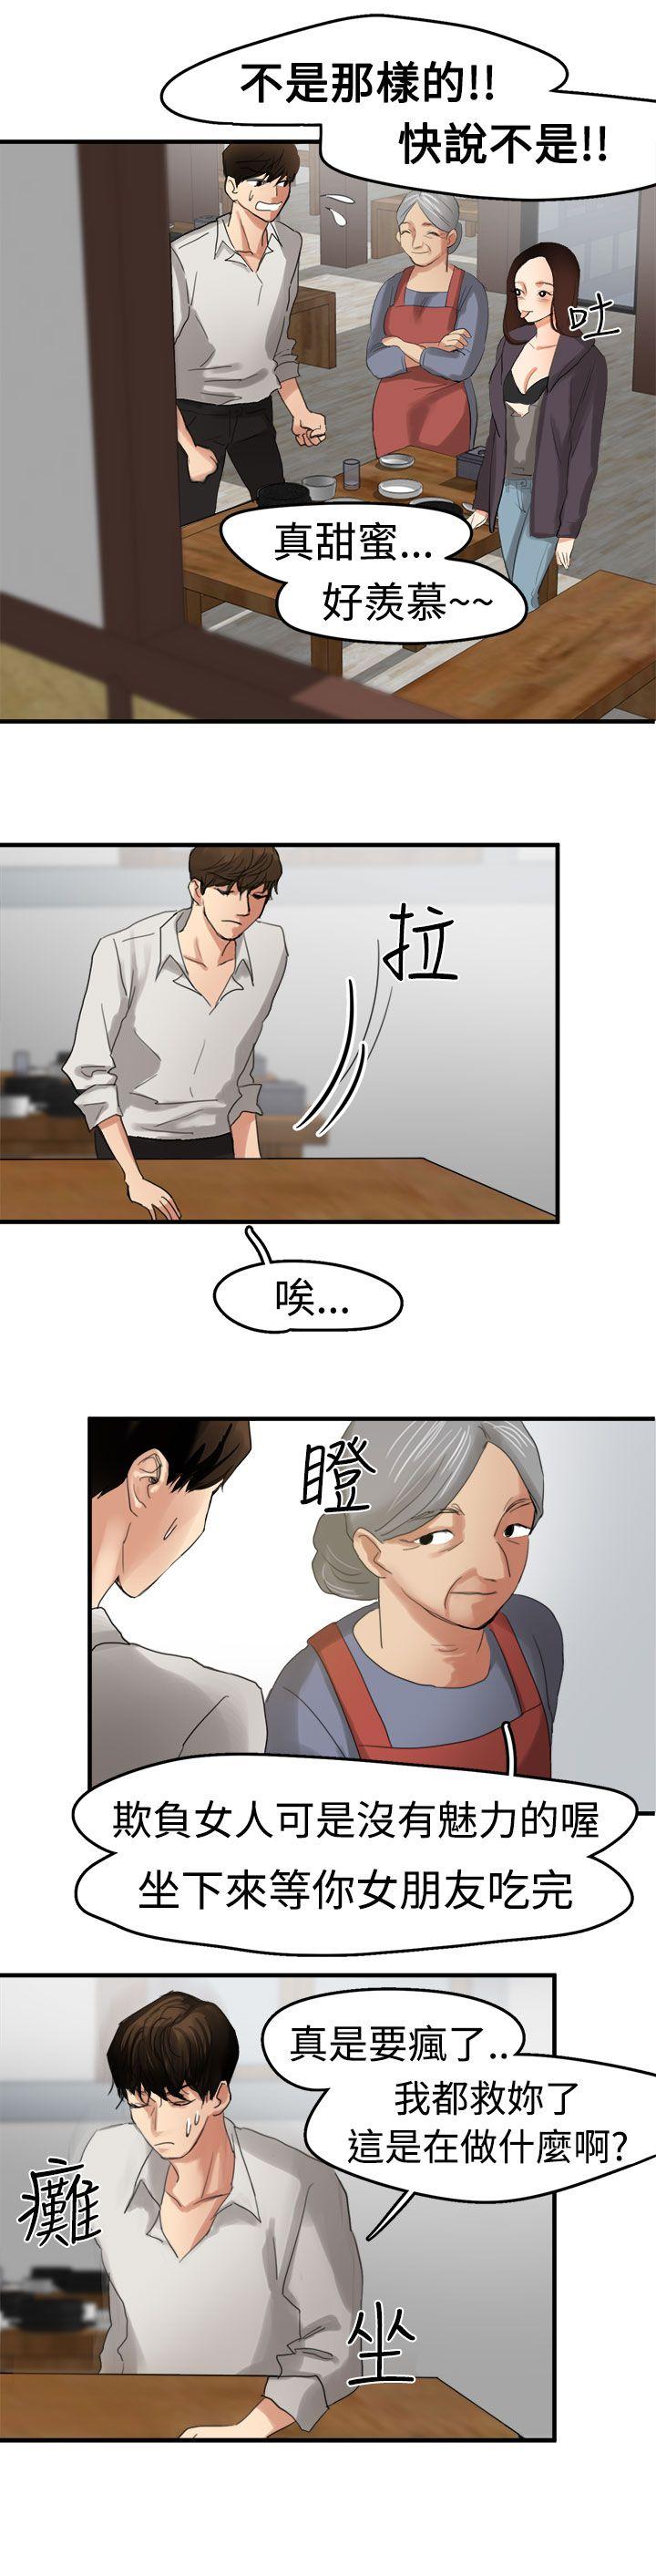 不是那樣的!!
快說不是!!
吐
真甜蜜...
好羨慕~~
拉
唉...
瞪
欺負女人可是沒有魅力的喔
坐下來等你女朋友吃完
真是要瘋了..
我都救妳了
這是在做什麼啊?
癱
坐